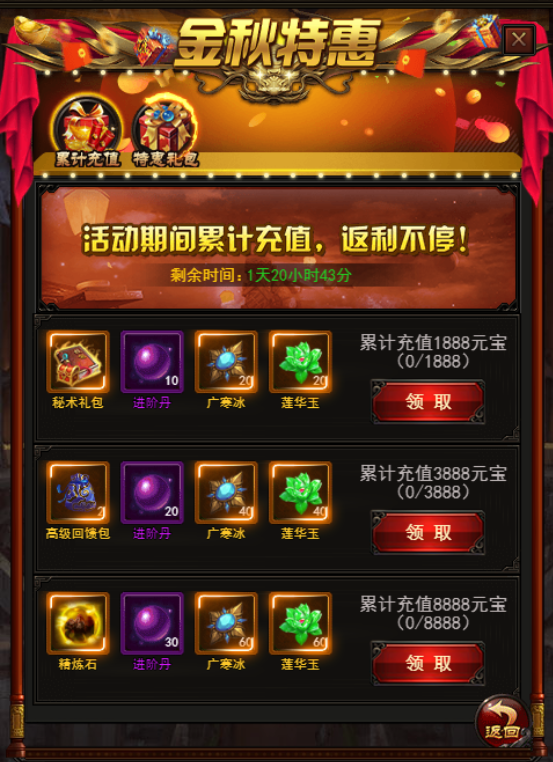 金秋特惠
累计充值 特惠礼包
活动期间累计充值，返利不停！
剩余时间：1天20小时43分
累计充值1888元宝
（0/1888）
10 20 20
秘术礼包 进阶丹 广寒冰 莲华玉
领取
累计充值3888元宝
（0/3888）
2 20 40 40
高级回馈包 进阶丹 广寒冰 莲华玉
领取
累计充值8888元宝
（0/8888）
30 60 60
精炼石 进阶丹 广寒冰 莲华玉
领取
返回